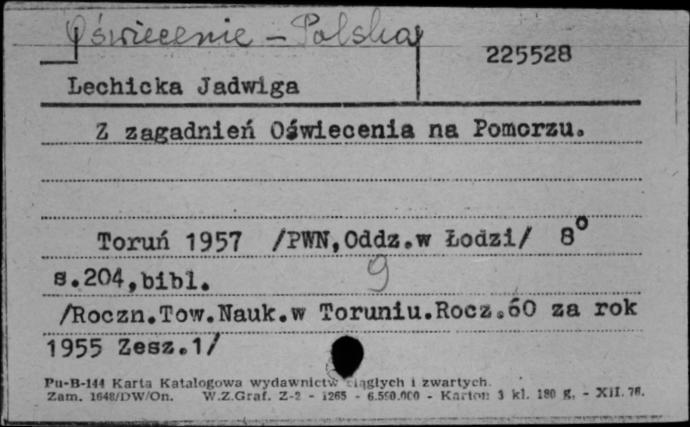 Oświecenie - Polska
225528
Lechicka Jadwiga
Z zagadnień Oświecenia na Pomorzu.
Toruń 1957 /PWN,Oddz.w Łodzi/ 8°
s.204,bibl. 9
/Roczn.Tow.Nauk.w Toruniu.Rocz.60 za rok
1955 Zesz.1/
Pu-B-144 Karta Katalogowa wydawnictw ciągłych i zwartych.
Zam. 1648/DW/On. W.Z.Graf. Z-2 - 1265 - 6.500.000 - Karton 3 kl. 180 g. - XII. 76.